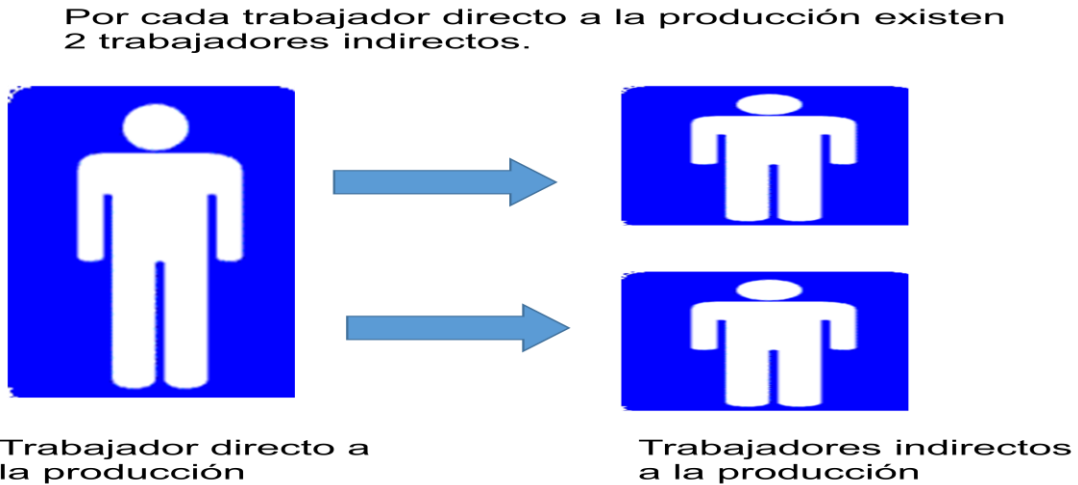 Por cada trabajador directo a la producción existen
2 trabajadores indirectos.
Trabajador directo a
la producción
Trabajadores indirectos
a la producción